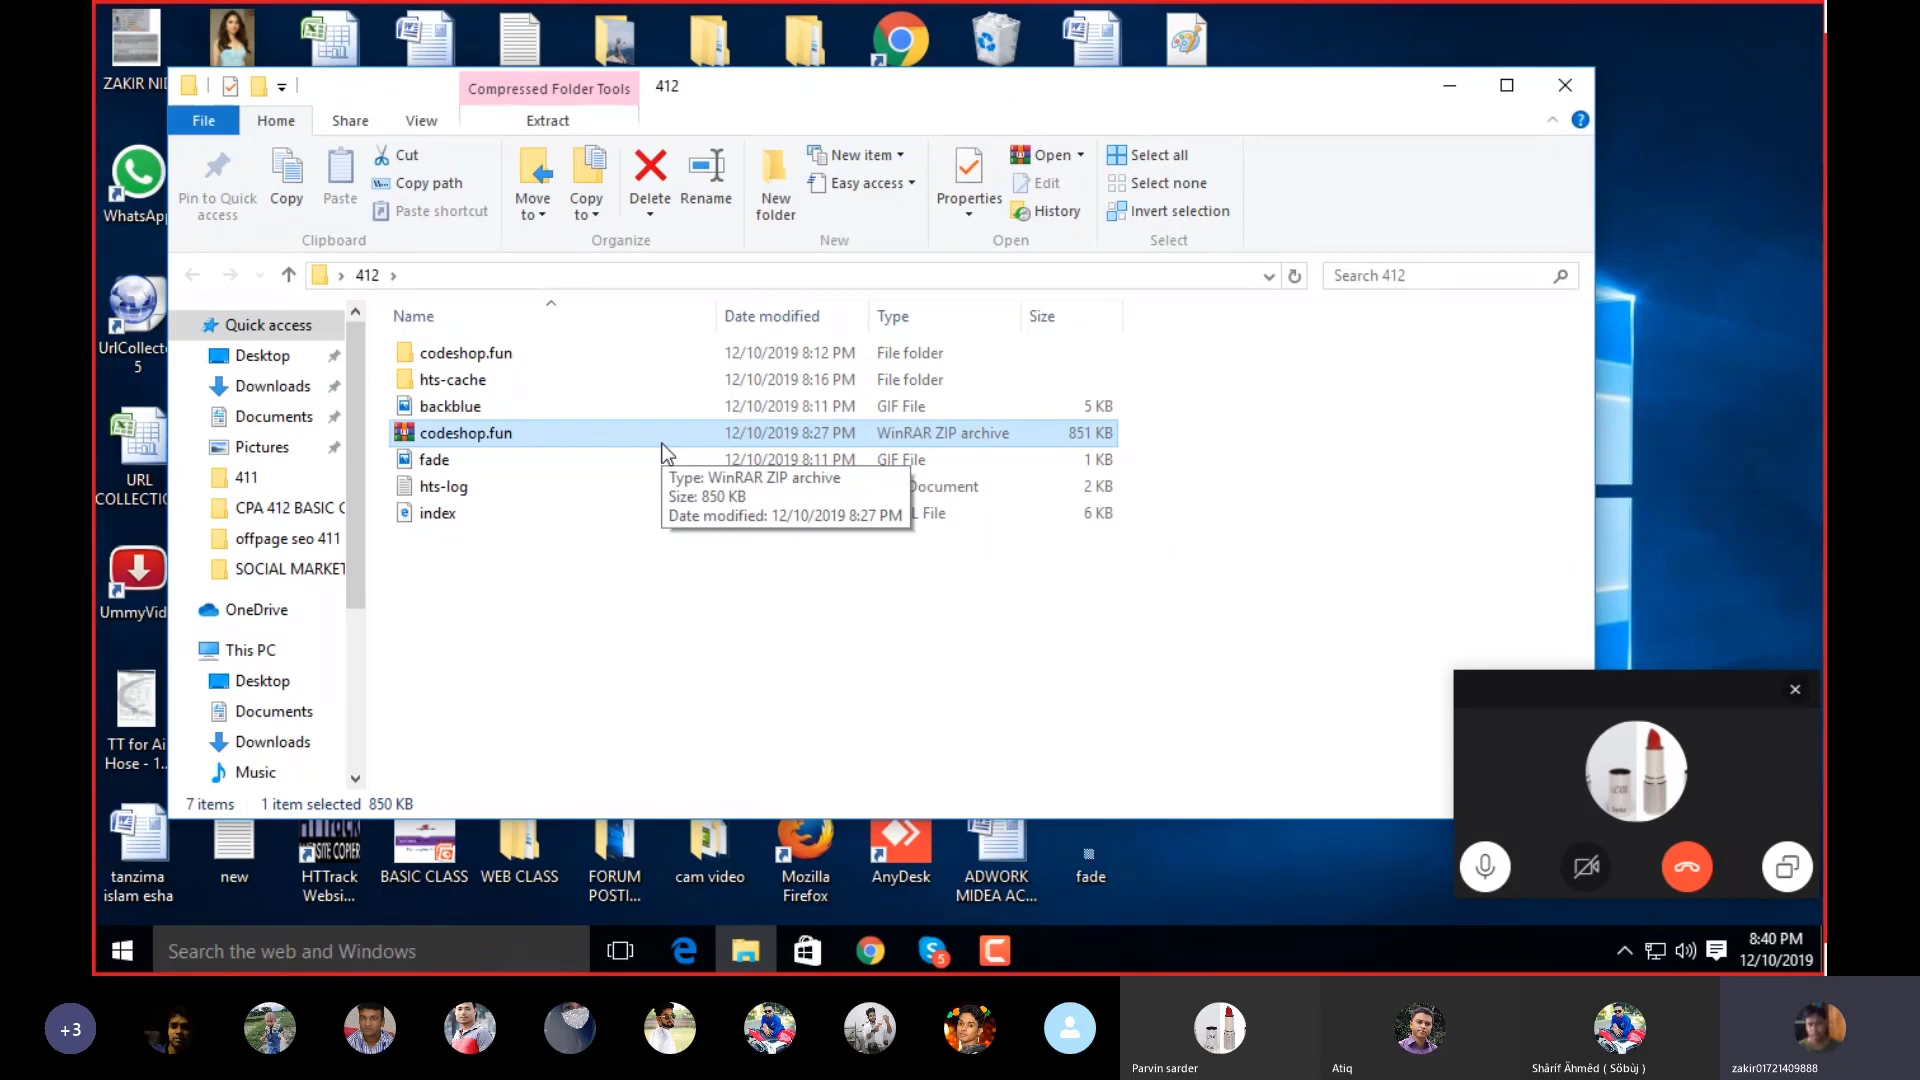 ZAKIR NI
Compressed Folder Tools
412
File
Home
Share
View
Extract
Pin to Quick
access
Copy
Paste
Cut
Copy path
Paste shortcut
Clipboard
Move
to
Copy
to
Delete
Rename
Organize
New
folder
New item
Easy access
New
Properties
Open
Edit
History
Open
Select all
Select none
Invert selection
Select
412
Search 412
Name
Date modified
Type
Size
codeshop.fun 12/10/2019 8:12 PM File folder
hts-cache 12/10/2019 8:16 PM File folder
backblue 12/10/2019 8:11 PM GIF File 5 KB
codeshop.fun 12/10/2019 8:27 PM WinRAR ZIP archive 851 KB
fade 12/10/2019 8:11 PM GIF File 1 KB
hts-log Document 2 KB
index L File 6 KB
Type: WinRAR ZIP archive
Size: 850 KB
Date modified: 12/10/2019 8:27 PM
Quick access
Desktop
Downloads
Documents
Pictures
411
CPA 412 BASIC C
offpage seo 411
SOCIAL MARKET
OneDrive
This PC
Desktop
Documents
Downloads
Music
7 items 1 item selected 850 KB
WhatsAp
UrlCollect
5
URL
COLLECTIO
UmmyVid
TT for Ai
Hose - 1...
tanzima
islam esha
new
HTTrack
Websi...
BASIC CLASS
WEB CLASS
FORUM
POSTI...
cam video
Mozilla
Firefox
AnyDesk
ADWORK
MIDEA AC...
fade
Search the web and Windows
5
8:40 PM
12/10/2019
+3
Parvin sarder
Atiq
Shâríf Ähmêd ( Sôbùj )
zakir01721409888